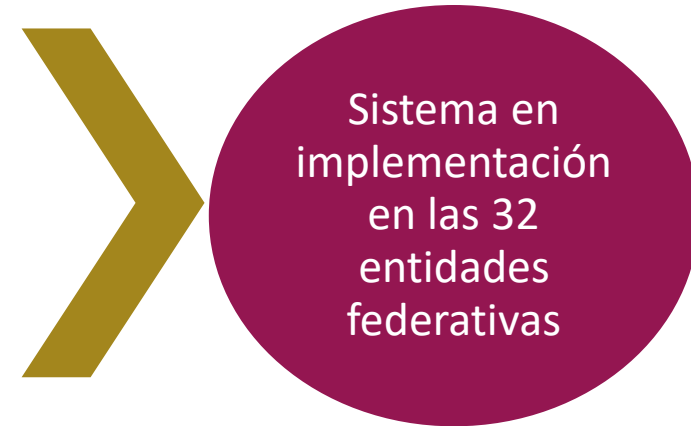 Sistema en
implementación
en las 32
entidades
federativas